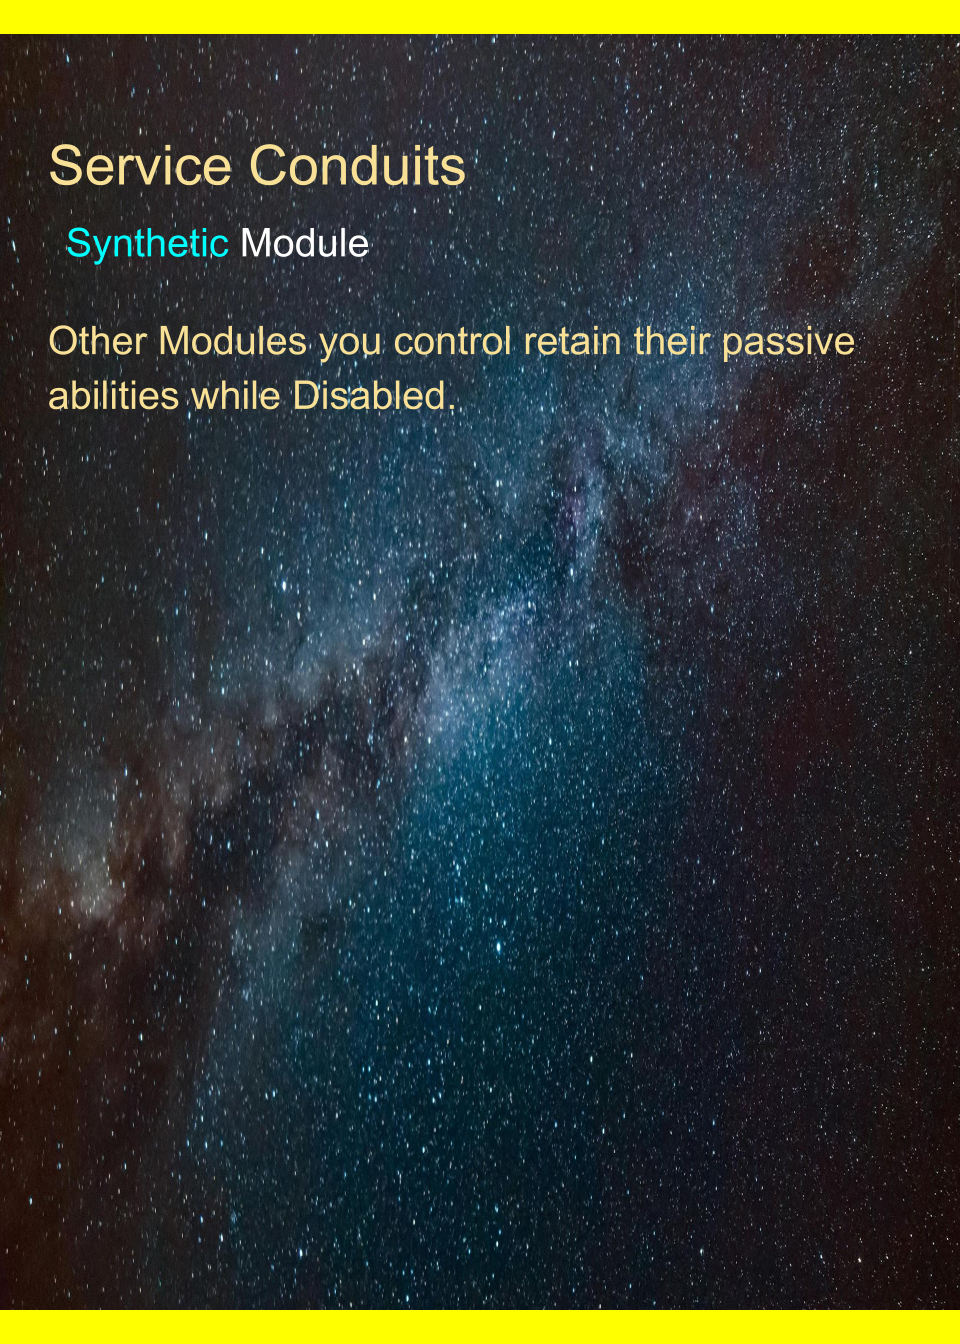 Service Conduits
Synthetic Module
Other Modules you control retain their passive
abilities while Disabled.